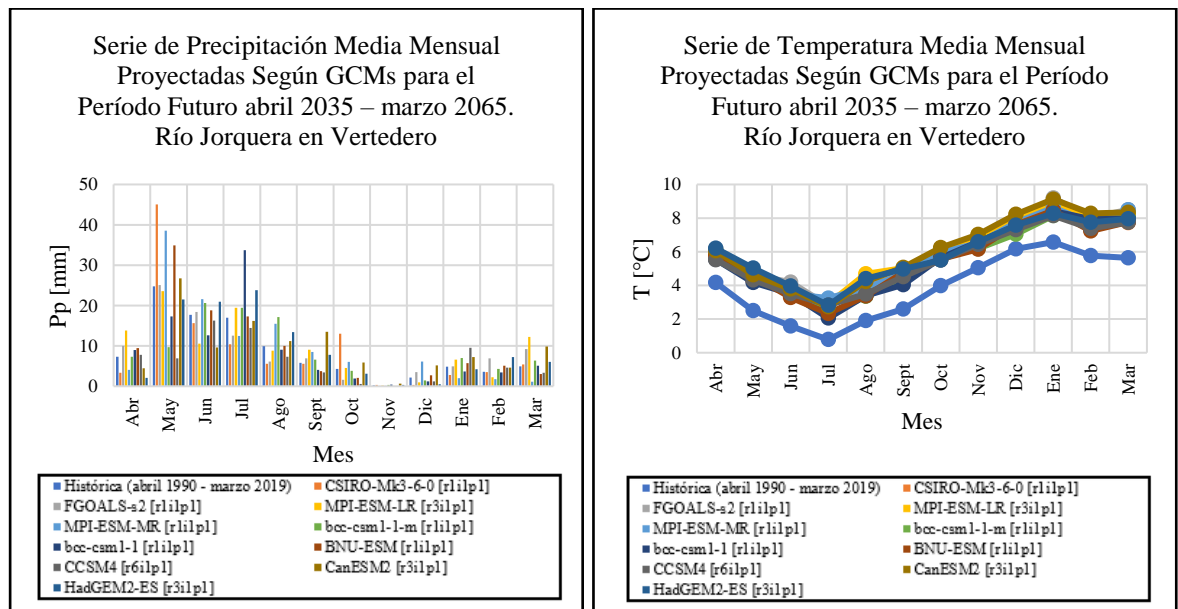 Serie de Precipitación Media Mensual
Proyectadas Según GCMs para el
Período Futuro abril 2035 – marzo 2065.
Río Jorquera en Vertedero
Pp [mm]
50
40
30
20
10
0
Abr
May
Jun
Jul
Ago
Sept
Oct
Nov
Dic
Ene
Feb
Mar
Mes
Histórica (abril 1990 - marzo 2019)
CSIRO-Mk3-6-0 [r1i1p1]
FGOALS-s2 [r1i1p1]
MPI-ESM-LR [r3i1p1]
MPI-ESM-MR [r1i1p1]
bcc-csm1-1-m [r1i1p1]
bcc-csm1-1 [r1i1p1]
BNU-ESM [r1i1p1]
CCSM4 [r6i1p1]
CanESM2 [r3i1p1]
HadGEM2-ES [r3i1p1]
Serie de Temperatura Media Mensual
Proyectadas Según GCMs para el Período
Futuro abril 2035 – marzo 2065.
Río Jorquera en Vertedero
T [°C]
10
8
6
4
2
0
Abr
May
Jun
Jul
Ago
Sept
Oct
Nov
Dic
Ene
Feb
Mar
Mes
Histórica (abril 1990 - marzo 2019)
CSIRO-Mk3-6-0 [r1i1p1]
FGOALS-s2 [r1i1p1]
MPI-ESM-LR [r3i1p1]
MPI-ESM-MR [r1i1p1]
bcc-csm1-1-m [r1i1p1]
bcc-csm1-1 [r1i1p1]
BNU-ESM [r1i1p1]
CCSM4 [r6i1p1]
CanESM2 [r3i1p1]
HadGEM2-ES [r3i1p1]